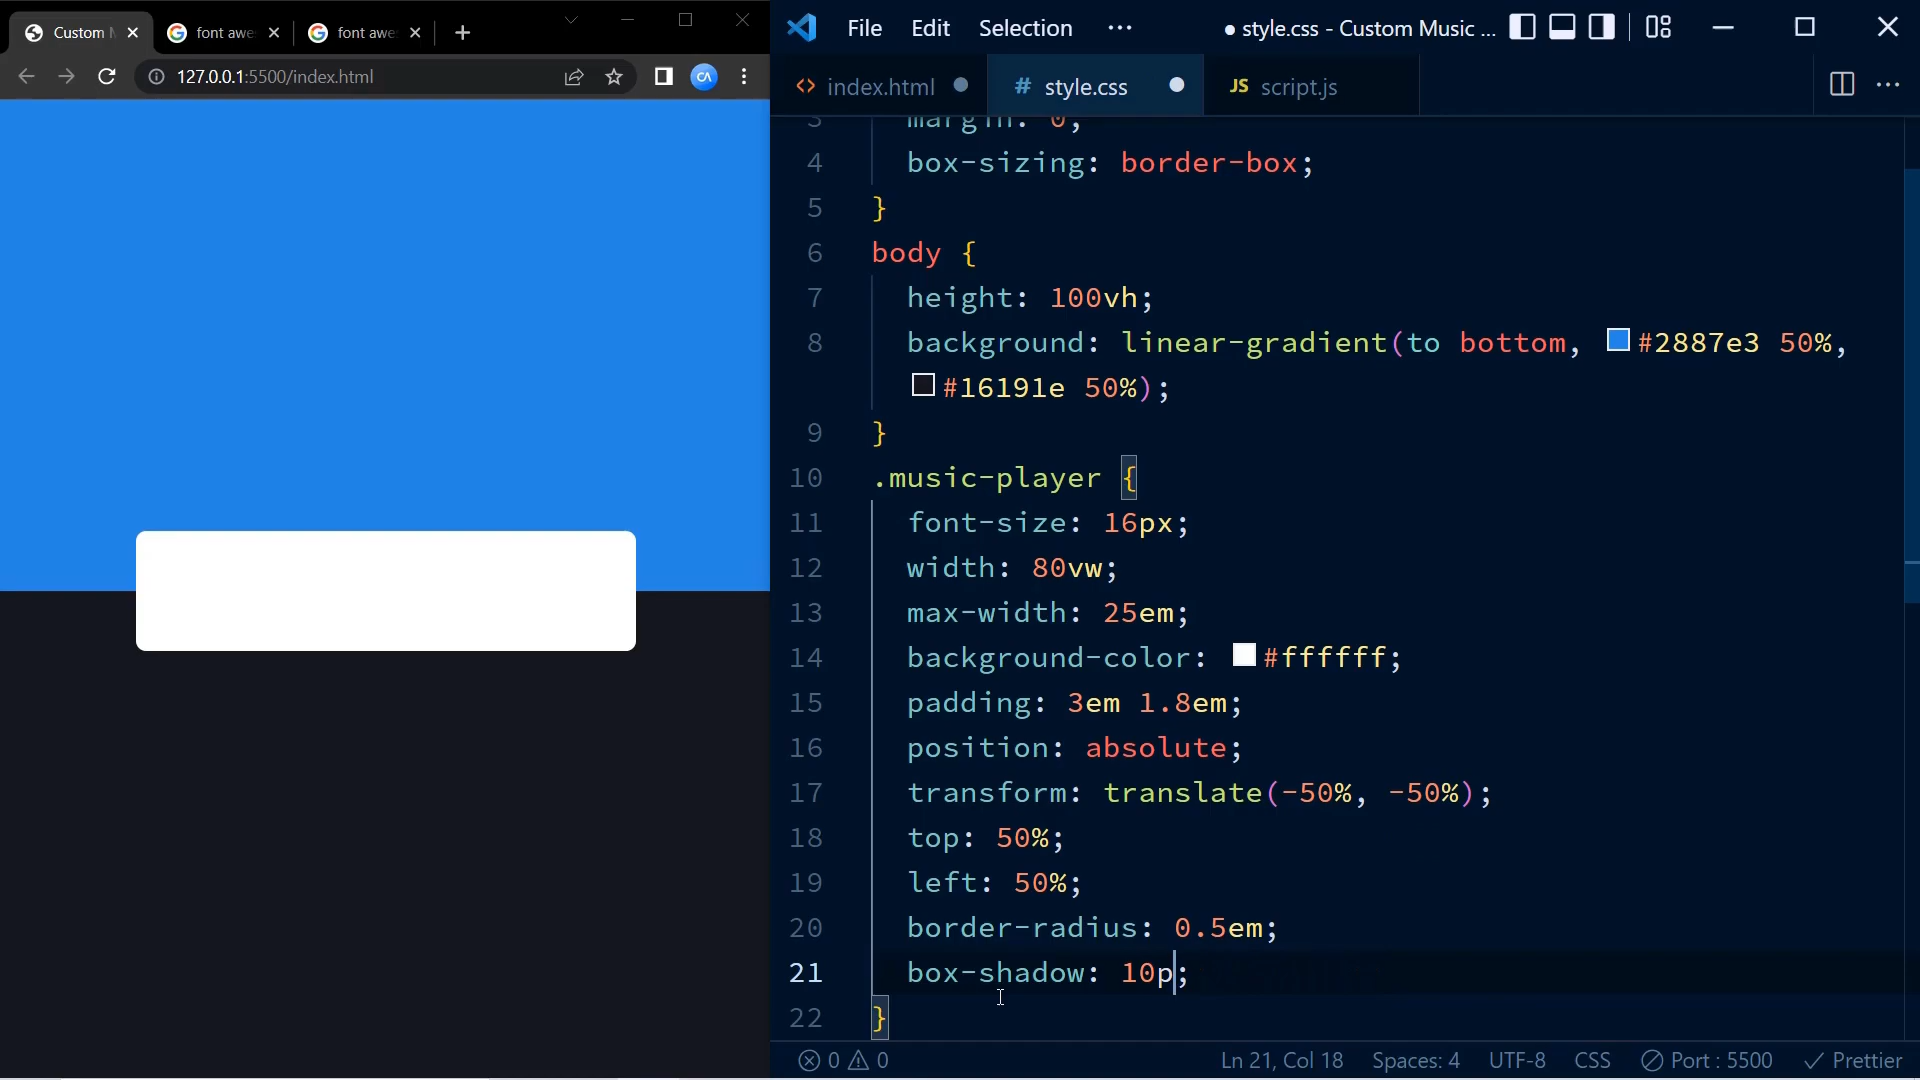 Custom
font awe
font awe
127.0.0.1:5500/index.html
File Edit Selection ···
● style.css - Custom Music ...
<> index.html
# style.css
JS script.js
3 margin: 0;
4 box-sizing: border-box;
5 }
6 body {
7 height: 100vh;
8 background: linear-gradient(to bottom, #2887e3 50%,
#16191e 50%);
9 }
10 .music-player {
11 font-size: 16px;
12 width: 80vw;
13 max-width: 25em;
14 background-color: #ffffff;
15 padding: 3em 1.8em;
16 position: absolute;
17 transform: translate(-50%, -50%);
18 top: 50%;
19 left: 50%;
20 border-radius: 0.5em;
21 box-shadow: 10p;
22 }
0 0 Ln 21, Col 18 Spaces: 4 UTF-8 CSS Port : 5500 Prettier